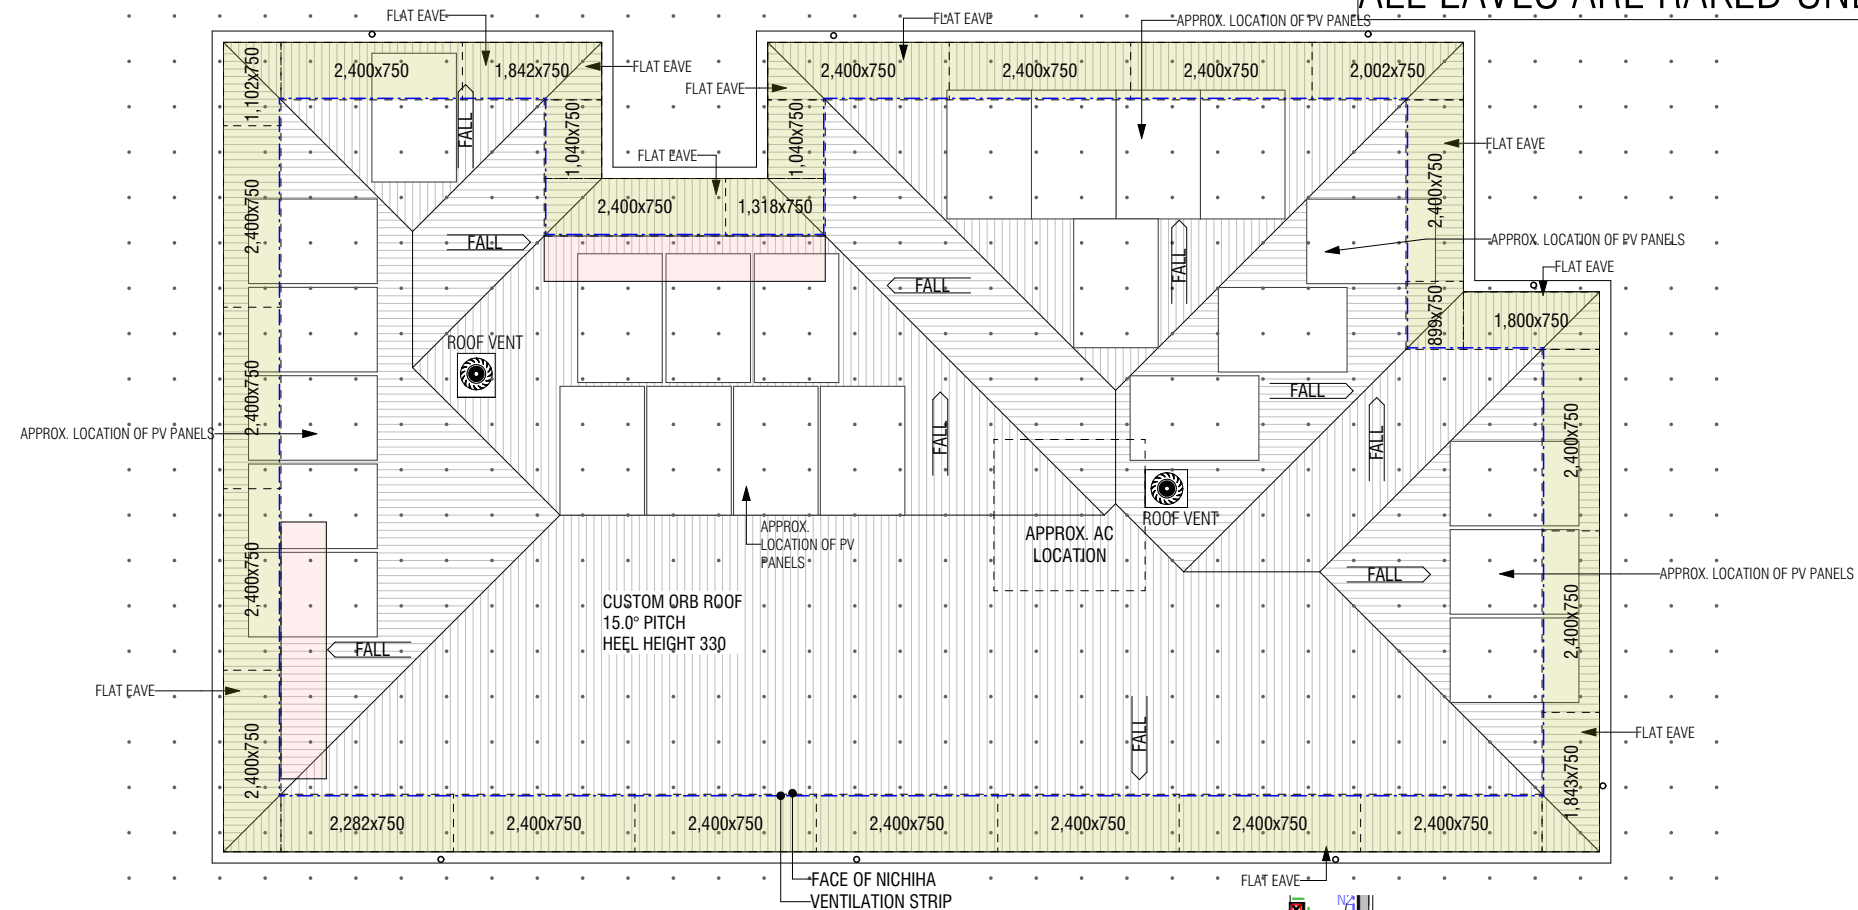 ALL EAVES ARE RAKED
FLAT EAVE
FLAT EAVE
APPROX. LOCATION OF PV PANELS
2,400x750
1,842x750
FLAT EAVE
FLAT EAVE
2,400x750
2,400x750
2,400x750
2,002x750
1,102x750
FALL
1,040x750
1,040x750
FLAT EAVE
FLAT EAVE
2,400x750
2,400x750
1,318x750
2,400x750
FALL
FALL
FALL
APPROX. LOCATION OF PV PANELS
FLAT EAVE
899x750
1,800x750
ROOF VENT
2,400x750
FALL
FALL
FALL
2,400x750
APPROX. LOCATION OF PV PANELS
ROOF VENT
APPROX.
LOCATION OF PV
PANELS
APPROX. AC
LOCATION
2,400x750
FALL
APPROX. LOCATION OF PV PANELS
CUSTOM ORB ROOF
15.0° PITCH
HEEL HEIGHT 330
2,400x750
FALL
FLAT EAVE
FALL
FLAT EAVE
2,400x750
1,843x750
2,282x750
2,400x750
2,400x750
2,400x750
2,400x750
2,400x750
2,400x750
FACE OF NICHIHA
VENTILATION STRIP
FLAT EAVE